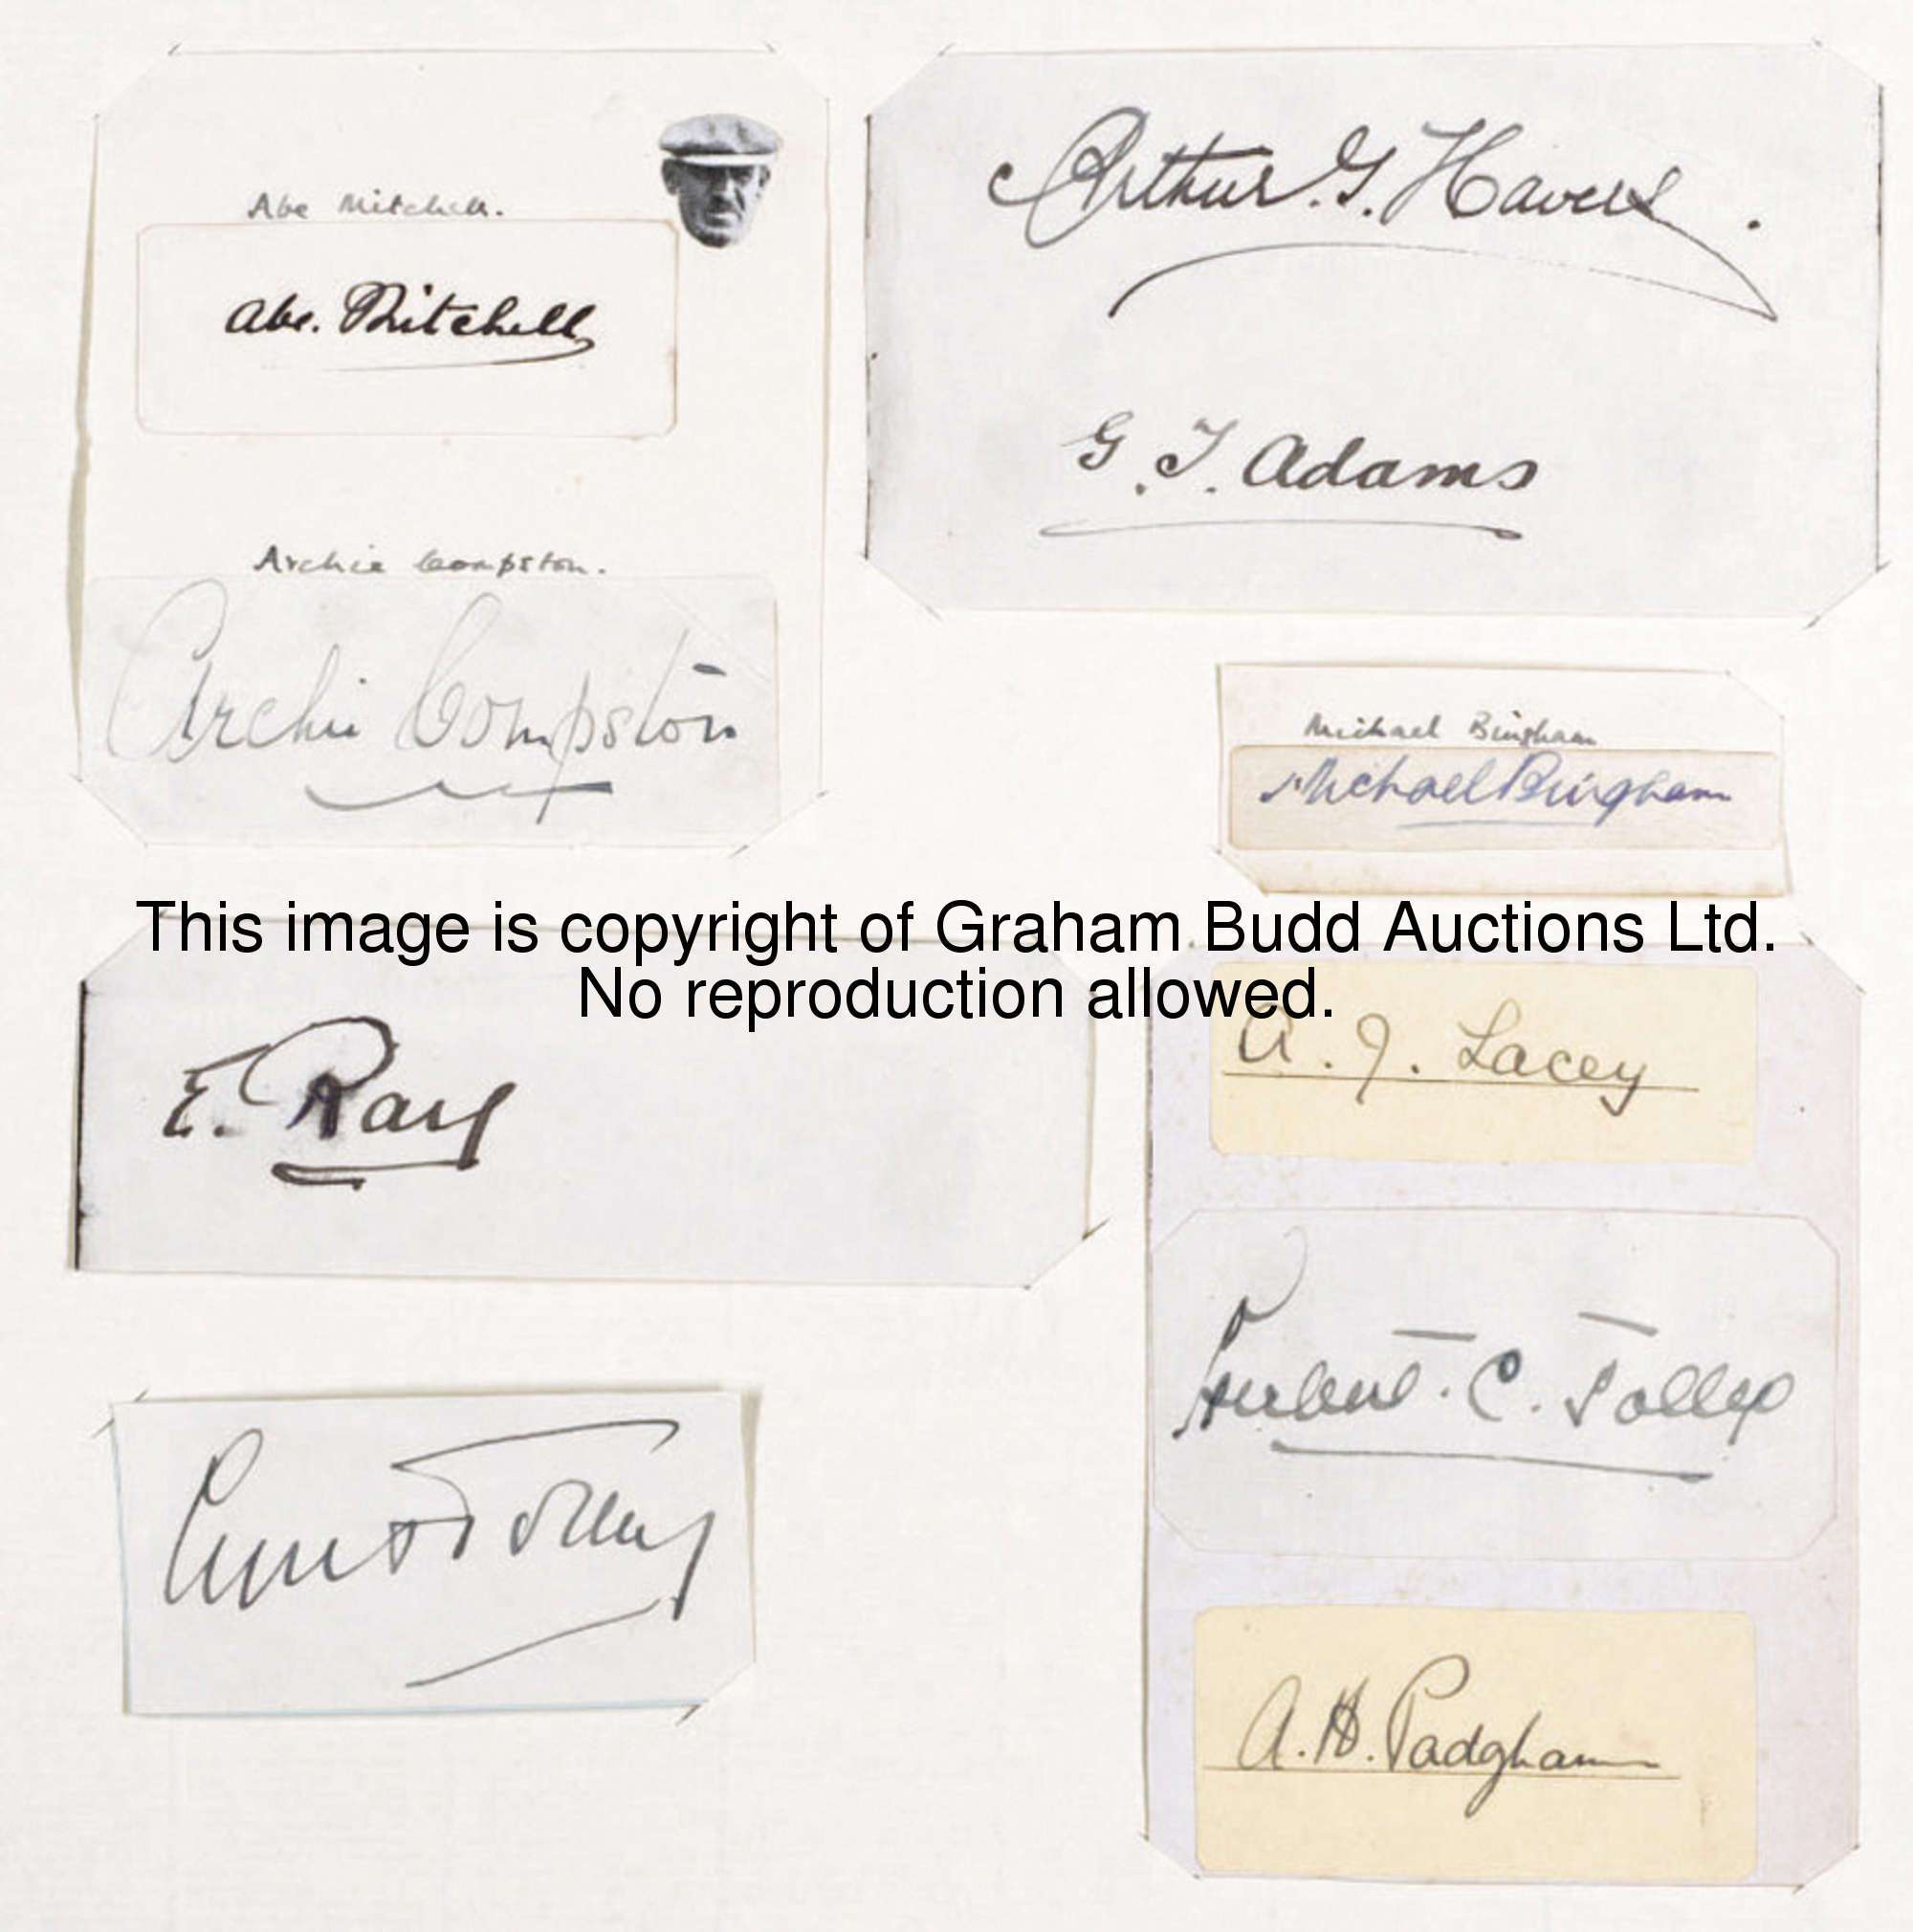 Abe Mitchell.
Abe. Mitchell
Archie Compston.
Archie Compston
Arthur. G. Havers.
G. T. Adams
Michael Bingham
Michael Bingham
This image is copyright of Graham Budd Auctions Ltd.
No reproduction allowed.
E. Ray
A. J. Lacey
Herbert. C. Jolley
A. H. Padgham